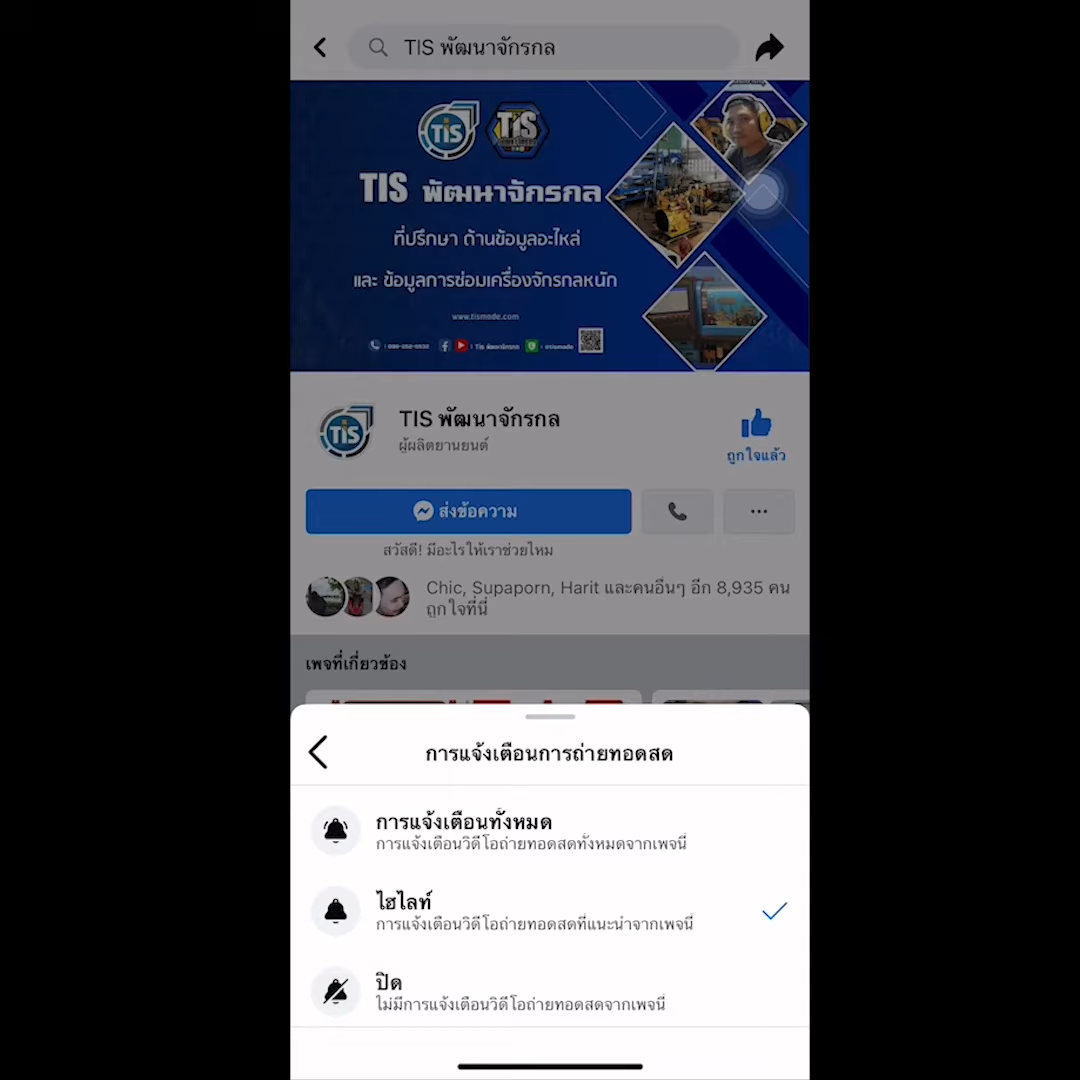 TIS พัฒนาจักรกล
TiS
TiS
TIS พัฒนาจักรกล
ที่ปรึกษา ด้านข้อมูลอะไหล่
และ ข้อมูลการซ่อมเครื่องจักรกลหนัก
www.tismode.com
Tis พัฒนาจักรกล
TiS
TIS พัฒนาจักรกล
ผู้ผลิตยานยนต์
ถูกใจแล้ว
ส่งข้อความ
สวัสดี! มีอะไรให้เราช่วยไหม
Chic, Supaporn, Harit และคนอื่นๆ อีก 8,935 คน
ถูกใจที่นี่
เพจที่เกี่ยวข้อง
การแจ้งเตือนการถ่ายทอดสด
การแจ้งเตือนทั้งหมด
การแจ้งเตือนวิดีโอถ่ายทอดสดทั้งหมดจากเพจนี้
ไฮไลท์
การแจ้งเตือนวิดีโอถ่ายทอดสดที่แนะนำจากเพจนี้
ปิด
ไม่มีการแจ้งเตือนวิดีโอถ่ายทอดสดจากเพจนี้